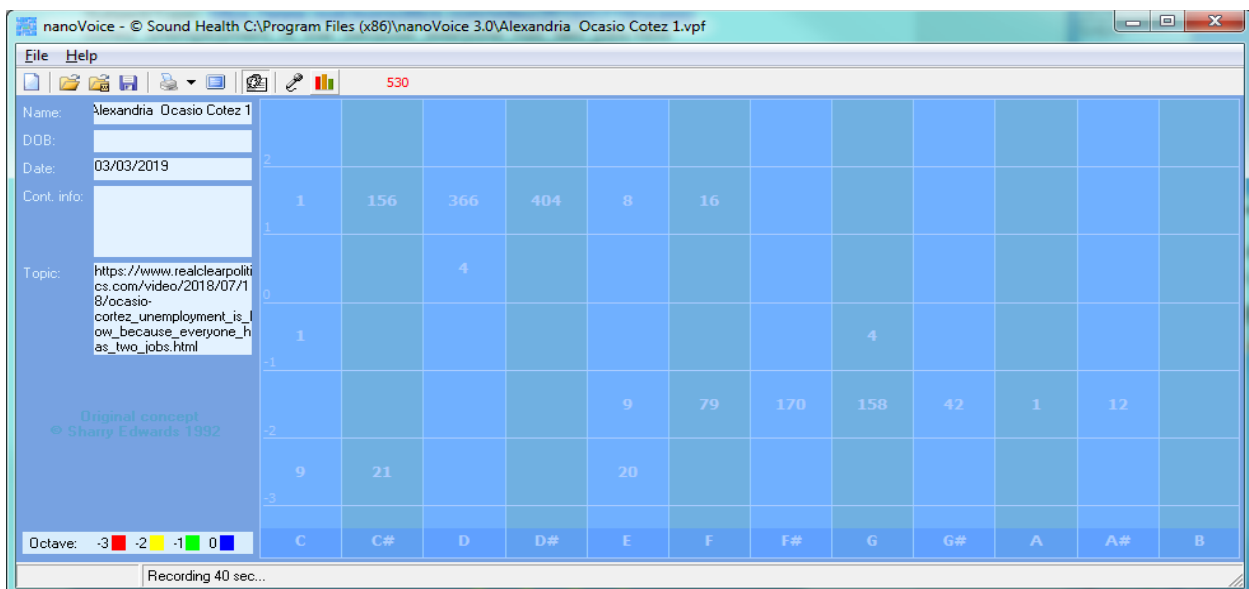 nanoVoice - © Sound Health C:\Program Files (x86)\nanoVoice 3.0\Alexandria  Ocasio Cotez 1.vpf
File Help
530
Name: Alexandria  Ocasio Cotez 1
DOB:
Date: 03/03/2019
Cont. info:
Topic: https://www.realclearpoliti
cs.com/video/2018/07/1
8/ocasio-
cortez_unemployment_is_l
ow_because_everyone_h
as_two_jobs.html
Original concept
© Sharry Edwards 1992
2
1 156 366 404 8 16
1
4
0
1 4
-1
9 79 170 158 42 1 12
-2
9 21 20
-3
Octave: -3 -2 -1 0
C C# D D# E F F# G G# A A# B
Recording 40 sec...